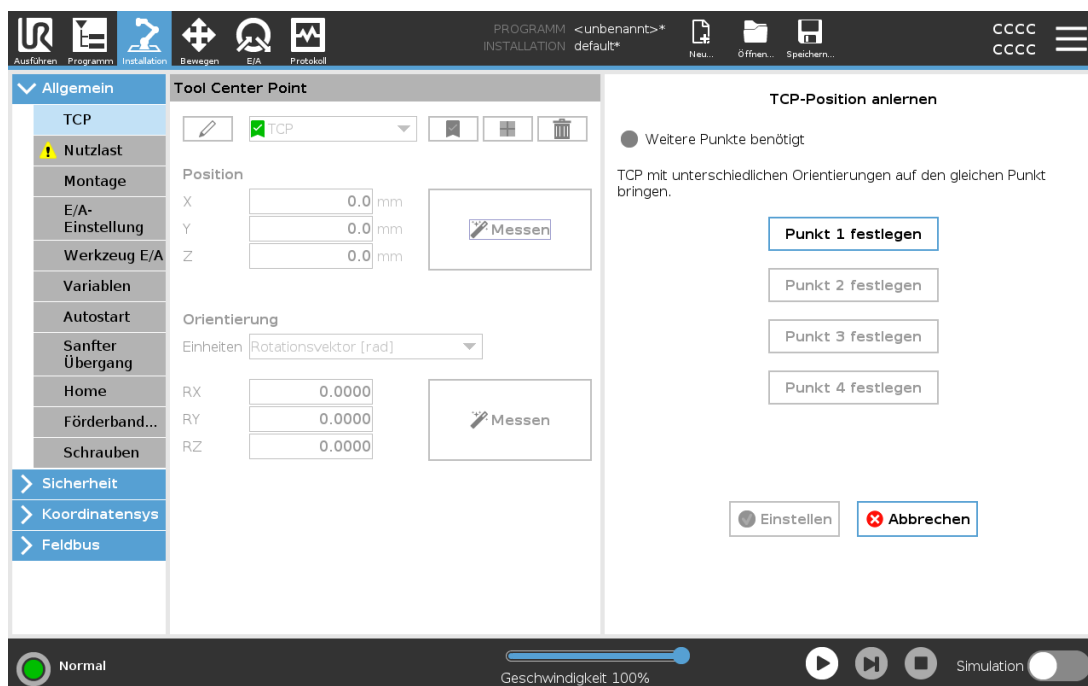 UR
Ausführen
Programm
Installation
Bewegen
E/A
Protokoll
PROGRAMM <unbenannt>*
INSTALLATION default*
Neu...
Öffnen...
Speichern...
CCCC
CCCC
Allgemein
TCP
Nutzlast
Montage
E/A-
Einstellung
Werkzeug E/A
Variablen
Autostart
Sanfter
Übergang
Home
Förderband...
Schrauben
Sicherheit
Koordinatensys
Feldbus
Tool Center Point
TCP
Position
X 0.0 mm
Y 0.0 mm
Z 0.0 mm
Messen
Orientierung
Einheiten Rotationsvektor [rad]
RX 0.0000
RY 0.0000
RZ 0.0000
Messen
TCP-Position anlernen
Weitere Punkte benötigt
TCP mit unterschiedlichen Orientierungen auf den gleichen Punkt
bringen.
Punkt 1 festlegen
Punkt 2 festlegen
Punkt 3 festlegen
Punkt 4 festlegen
Einstellen
Abbrechen
Normal
Geschwindigkeit 100%
Simulation